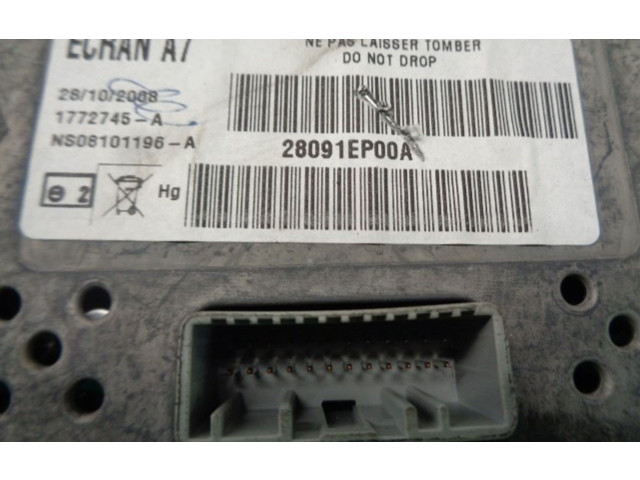 ECRAN A7
NE PAS LAISSER TOMBER
DO NOT DROP
28/10/2008
1772745-A
NS08101196-A
28091EP00A
2
Hg